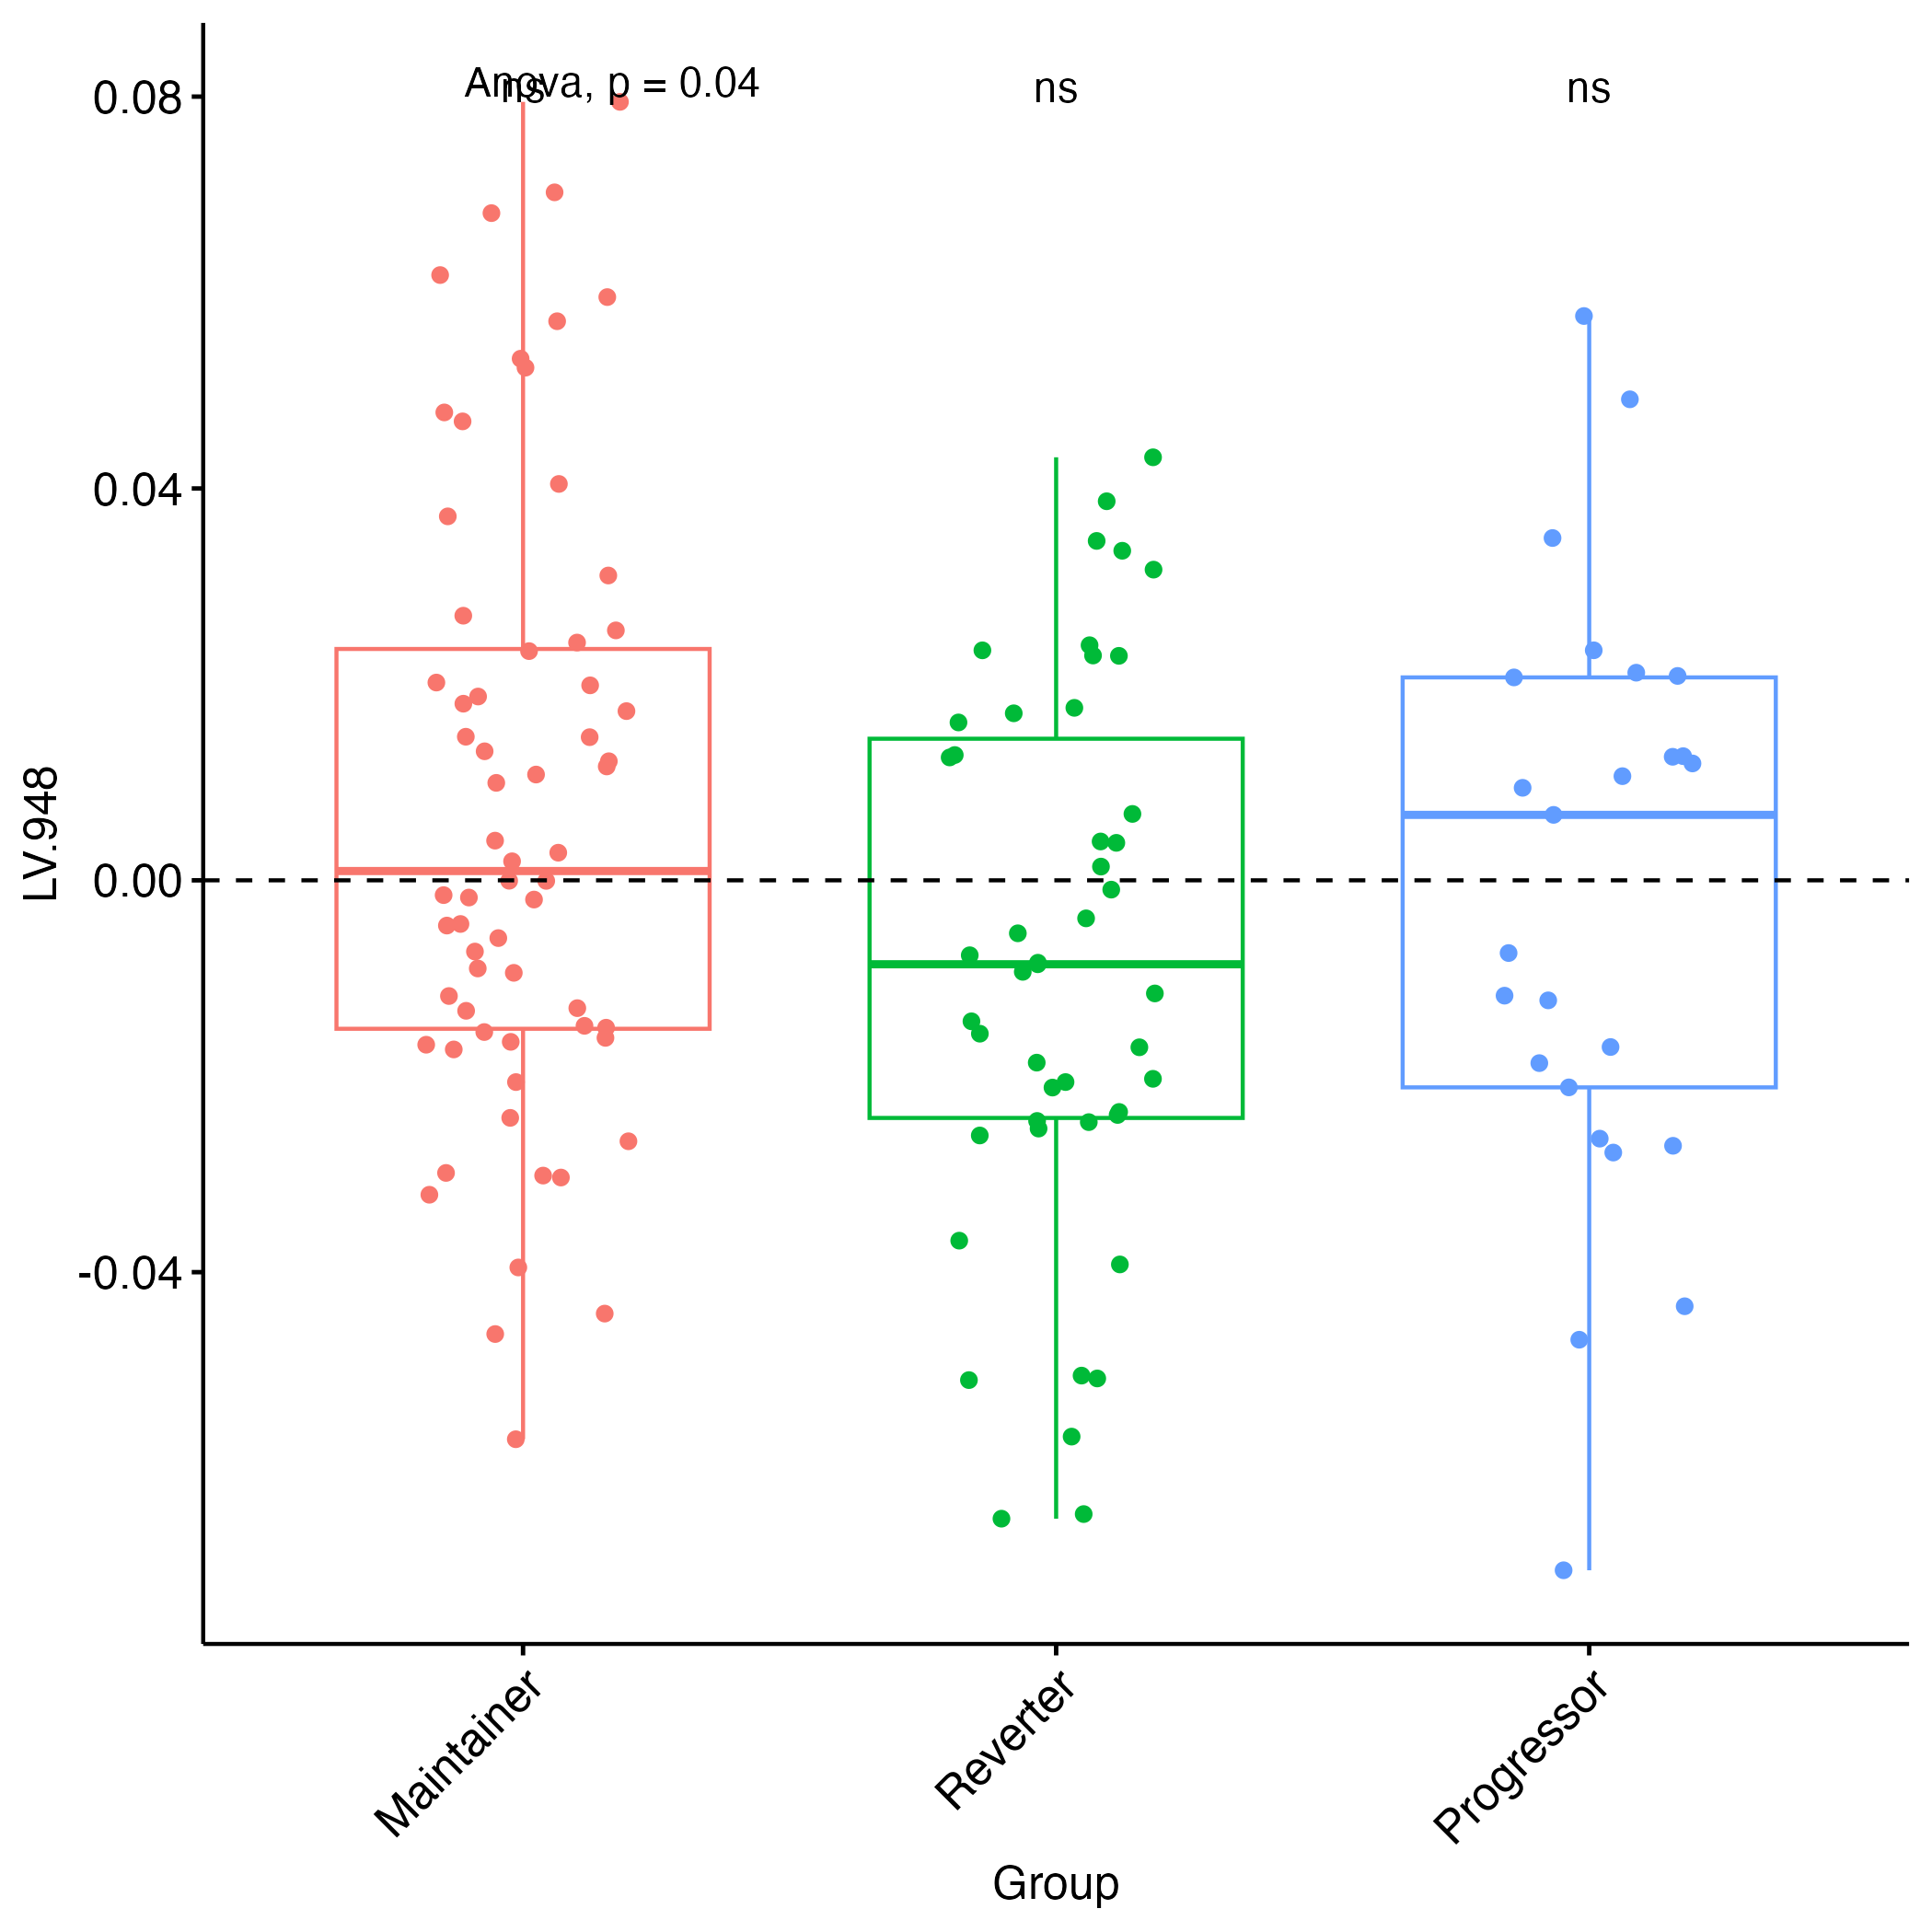 Anova, p = 0.04
ns
ns
ns
0.08
0.04
0.00
-0.04
LV.948
Maintainer
Reverter
Progressor
Group